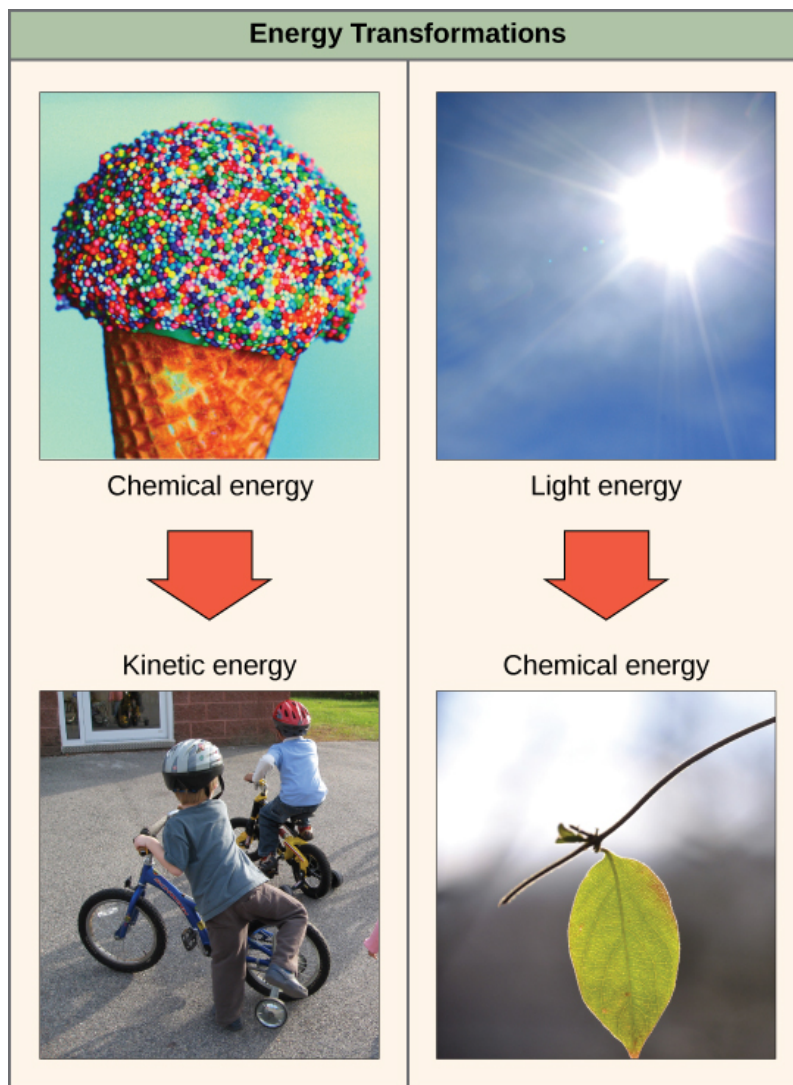 Energy Transformations
Chemical energy
Light energy
Kinetic energy
Chemical energy